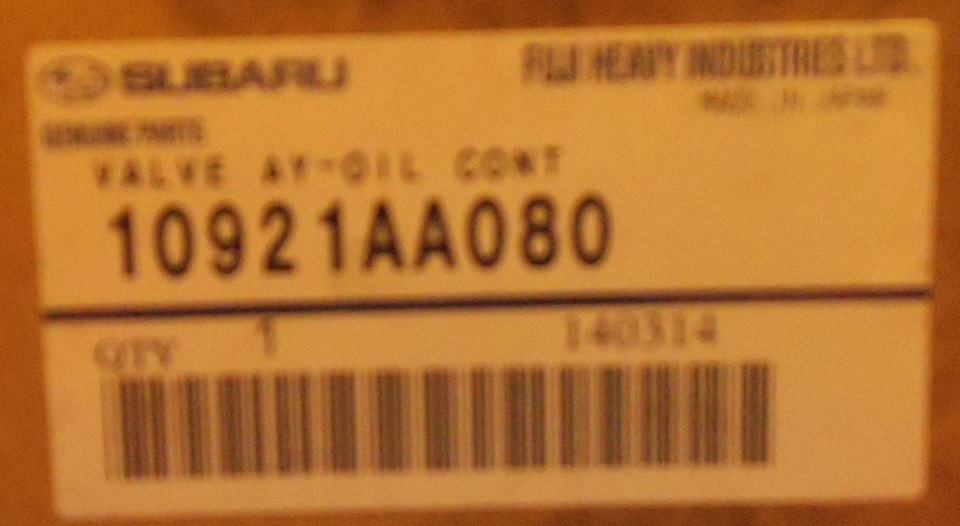 SUBARU FUJI HEAVY INDUSTRIES LTD.
MADE IN JAPAN
GENUINE PARTS
VALVE AY-OIL CONT
10921AA080
QTY 1 140314